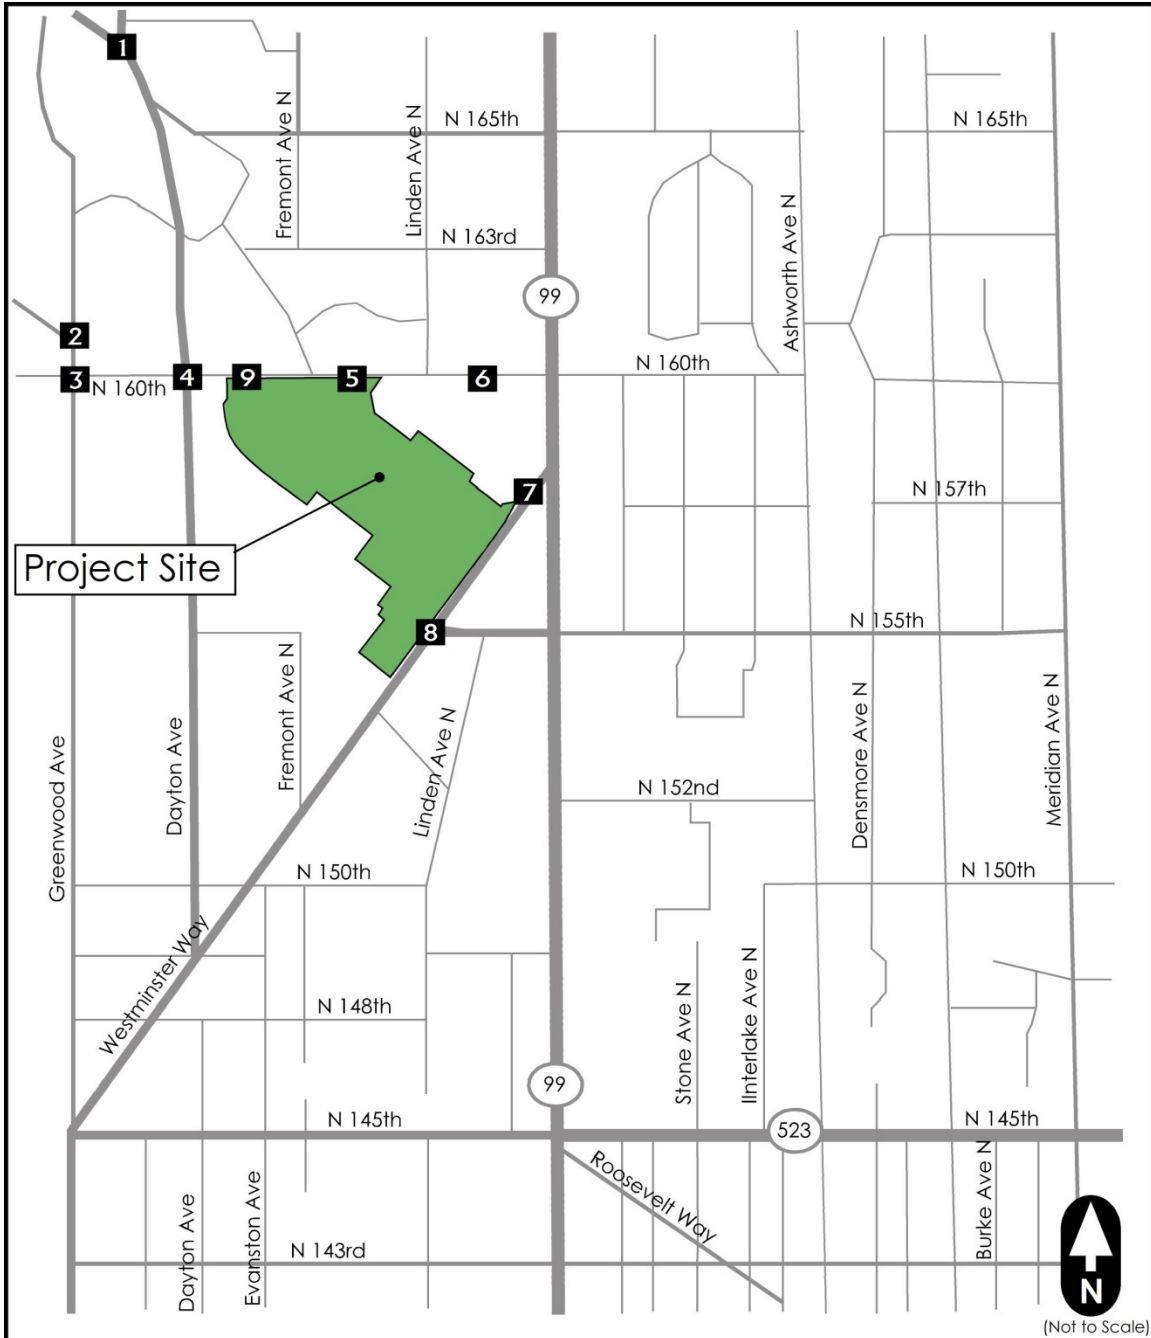 1
Fremont Ave N
Linden Ave N
N 165th
N 165th
Ashworth Ave N
N 163rd
99
2
3
N 160th
4
9
5
6
N 160th
7
N 157th
Project Site
8
N 155th
Greenwood Ave
Dayton Ave
Fremont Ave N
Linden Ave N
Densmore Ave N
Meridian Ave N
N 152nd
N 150th
N 150th
Westminster Way
N 148th
Stone Ave N
IInterlake Ave N
99
N 145th
523
N 145th
Roosevelt Way
Burke Ave N
Dayton Ave
Evanston Ave
N 143rd
N
(Not to Scale)